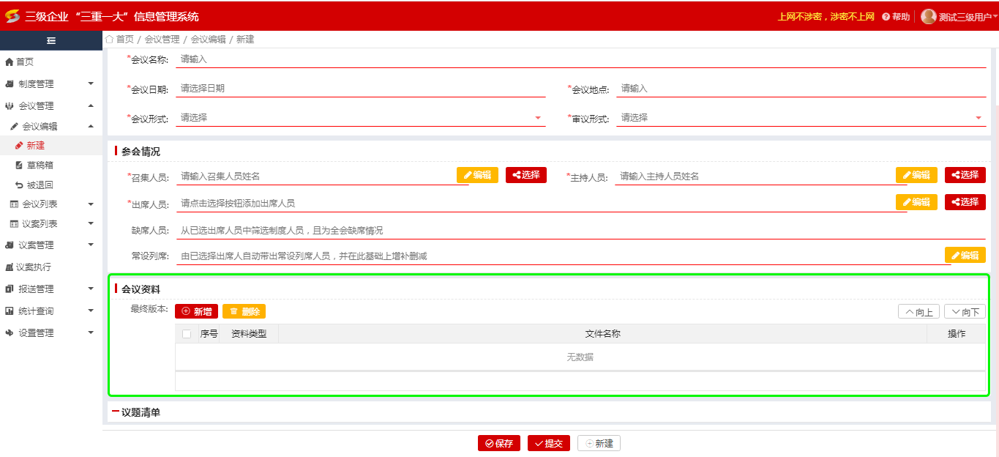 三级企业“三重一大”信息管理系统
上网不涉密，涉密不上网 帮助 测试三级用户
首页 / 会议管理 / 会议编辑 / 新建
首页
制度管理
会议管理
会议编辑
新建
草稿箱
被退回
会议列表
议案列表
议案管理
议案执行
报送管理
统计查询
设置管理
*会议名称: 请输入
*会议日期: 请选择日期 *会议地点: 请输入
*会议形式: 请选择 *审议形式: 请选择
参会情况
*召集人员: 请输入召集人员姓名 编辑 选择 *主持人员: 请输入主持人员姓名 编辑 选择
*出席人员: 请点击选择按钮添加出席人员 编辑 选择
缺席人员: 从已选出席人员中筛选制度人员，且为全会缺席情况
常设列席: 由已选择出席人自动带出常设列席人员，并在此基础上增补删减 编辑
会议资料
最终版本: 新增 删除 向上 向下
序号 资料类型 文件名称 操作
无数据
议题清单
保存 提交 新建